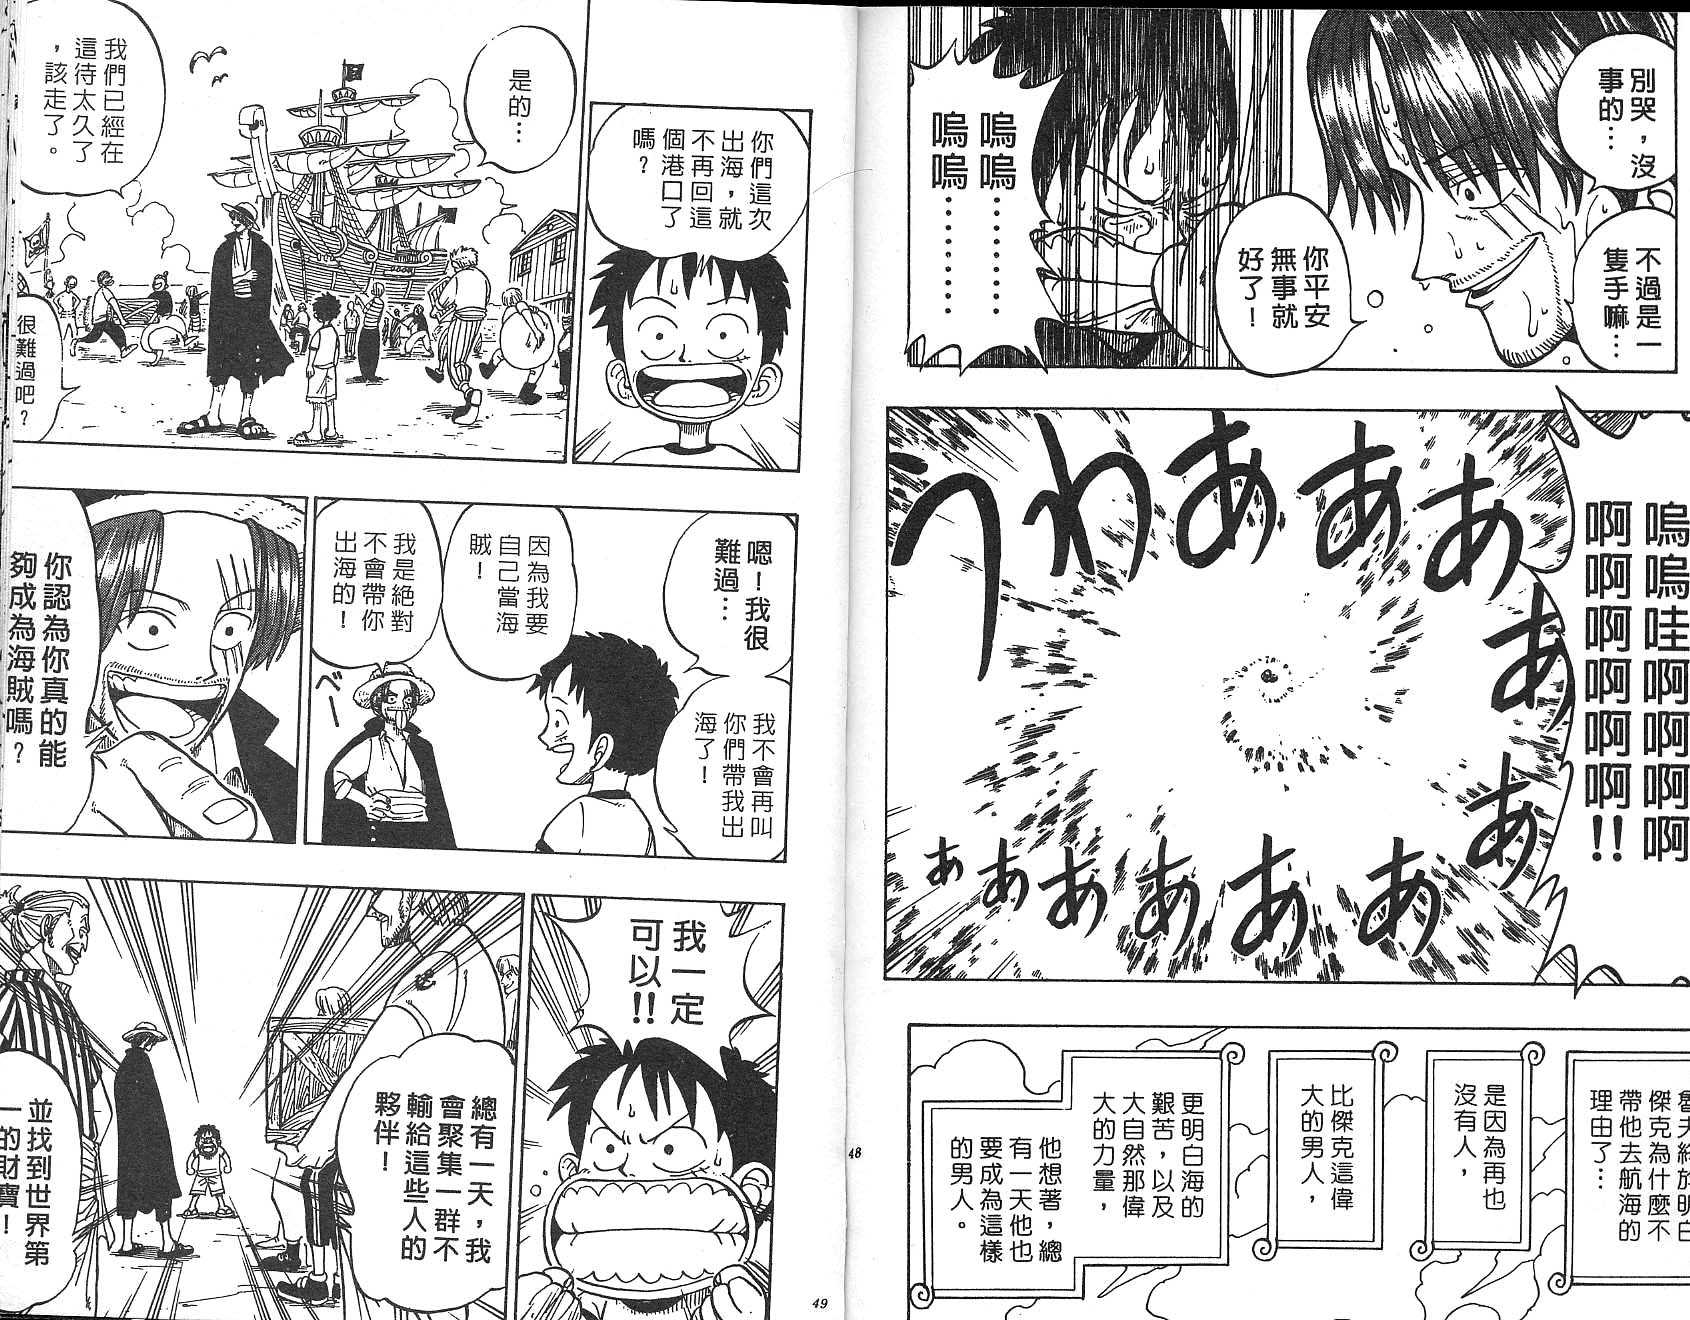 別哭，沒
事的…
不過是一
隻手嘛…
你平安
無事就
好了！
嗚嗚…………
嗚嗚…………
嗚嗚哇啊啊啊啊
啊啊啊啊啊啊!!
うわあああああ
ああああああ
傑克為什麼不
帶他去航海的
理由了…
是因為再也
沒有人，
比傑克這偉
大的男人，
更明白海的
艱苦，以及
大自然那偉
大的力量，
他想著，總
有一天他也
要成為這樣
的男人。
48
你們這次
出海，就
不再回這
個港口了
嗎？
是的…
我們已經在
這待太久了
，該走了。
很難過吧？
嗯！我很
難過…
我不會再叫
你們帶我出
海了！
因為我要
自己當海
賊！
我是絕對
不會帶你
出海的！
べー
你認為你真的能
夠成為海賊嗎？
我一定
可以!!
總有一天，我
會聚集一群不
輸給這些人的
夥伴！
並找到世界第
一的財寶！
49